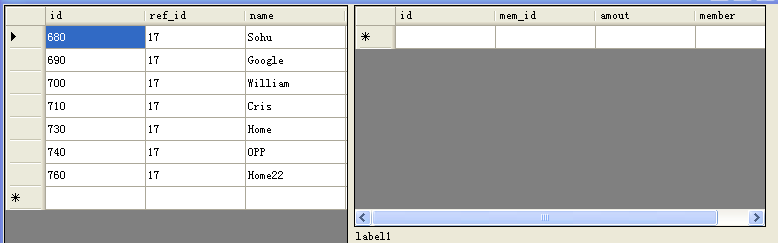 id ref_id name
680 17 Sohu
690 17 Google
700 17 William
710 17 Cris
730 17 Home
740 17 OPP
760 17 Home22
id mem_id amout member
label1